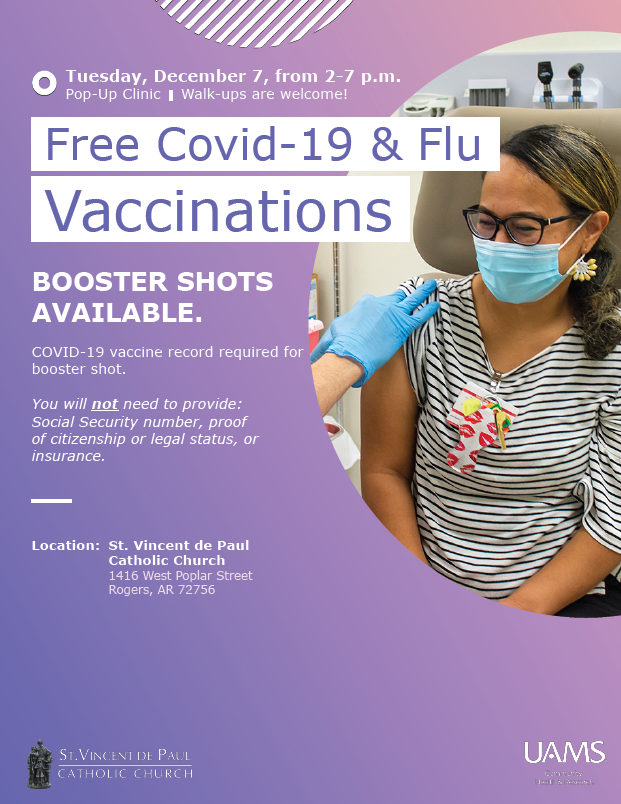 Tuesday, December 7, from 2-7 p.m.
Pop-Up Clinic | Walk-ups are welcome!
Free Covid-19 & Flu
Vaccinations
BOOSTER SHOTS
AVAILABLE.
COVID-19 vaccine record required for
booster shot.
You will not need to provide:
Social Security number, proof
of citizenship or legal status, or
insurance.
Location: St. Vincent de Paul
Catholic Church
1416 West Poplar Street
Rogers, AR 72756
ST. VINCENT DE PAUL
CATHOLIC CHURCH
UAMS
Community